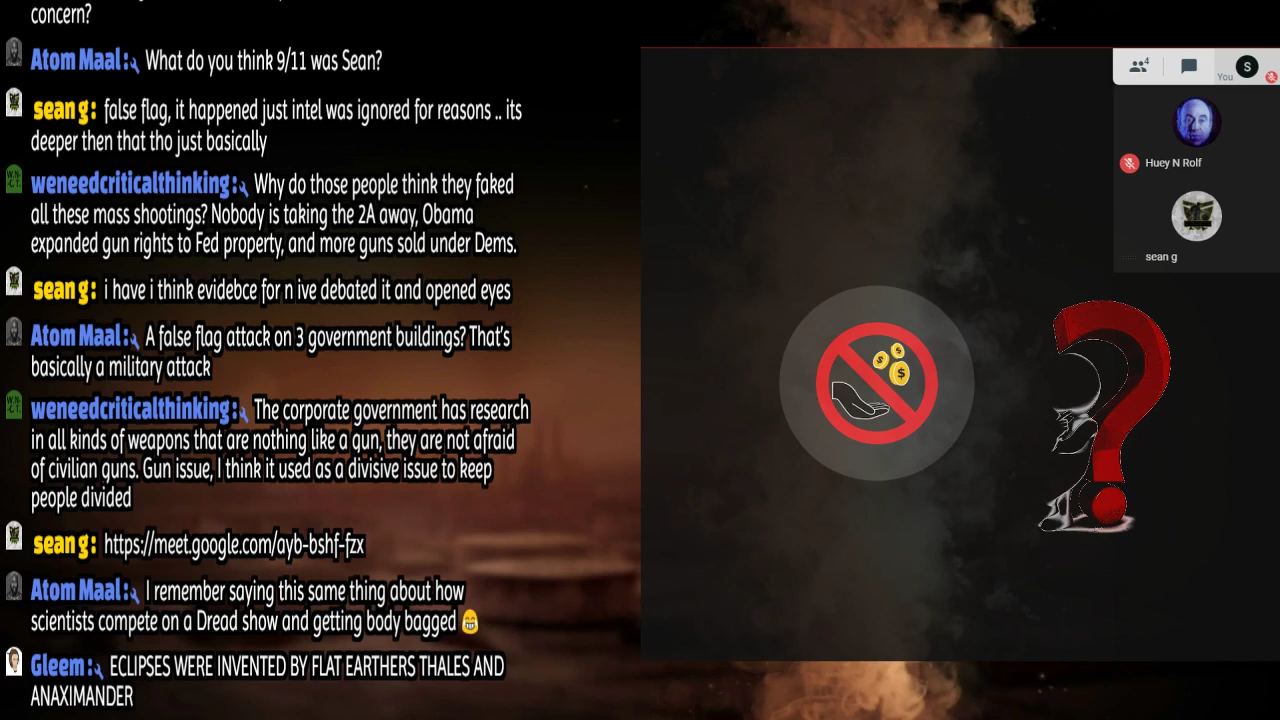 concern?
Atom Maal: What do you think 9/11 was Sean?
sean g: false flag, it happened just intel was ignored for reasons .. its
deeper then that tho just basically
weneedcriticalthinking: Why do those people think they faked
all these mass shootings? Nobody is taking the 2A away, Obama
expanded gun rights to Fed property, and more guns sold under Dems.
sean g: i have i think evidebce for n ive debated it and opened eyes
Atom Maal: A false flag attack on 3 government buildings? That's
basically a military attack
weneedcriticalthinking: The corporate government has research
in all kinds of weapons that are nothing like a gun, they are not afraid
of civilian guns. Gun issue, I think it used as a divisive issue to keep
people divided
sean g: https://meet.google.com/ayb-bshf-fzx
Atom Maal: I remember saying this same thing about how
scientists compete on a Dread show and getting body bagged 😁
Gleem: ECLIPSES WERE INVENTED BY FLAT EARTHERS THALES AND
ANAXIMANDER
4
You
S
Huey N Rolf
sean g
$
$
$
?